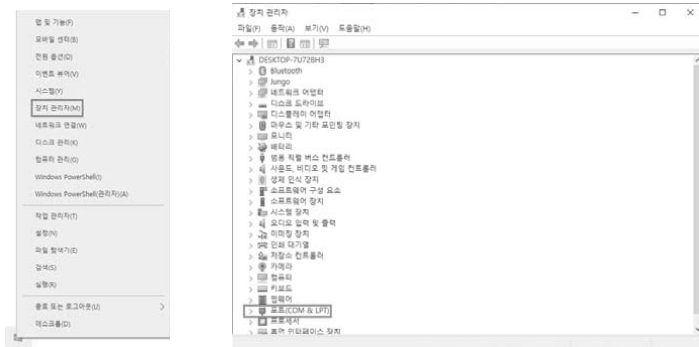 앱 및 기능(F)
모바일 센터(B)
전원 옵션(O)
이벤트 뷰어(V)
시스템(Y)
장치 관리자(M)
네트워크 연결(W)
디스크 관리(K)
컴퓨터 관리(G)
Windows PowerShell(I)
Windows PowerShell(관리자)(A)
작업 관리자(T)
설정(N)
파일 탐색기(E)
검색(S)
실행(R)
종료 또는 로그아웃(U)
데스크톱(D)
장치 관리자
파일(F) 동작(A) 보기(V) 도움말(H)
DESKTOP-7U72BH3
Bluetooth
Jungo
네트워크 어댑터
디스크 드라이브
디스플레이 어댑터
마우스 및 기타 포인팅 장치
모니터
배터리
범용 직렬 버스 컨트롤러
사운드, 비디오 및 게임 컨트롤러
생체 인식 장치
소프트웨어 구성 요소
소프트웨어 장치
시스템 장치
오디오 입력 및 출력
이미징 장치
인쇄 대기열
저장소 컨트롤러
카메라
컴퓨터
키보드
펌웨어
포트(COM & LPT)
프로세서
휴먼 인터페이스 장치